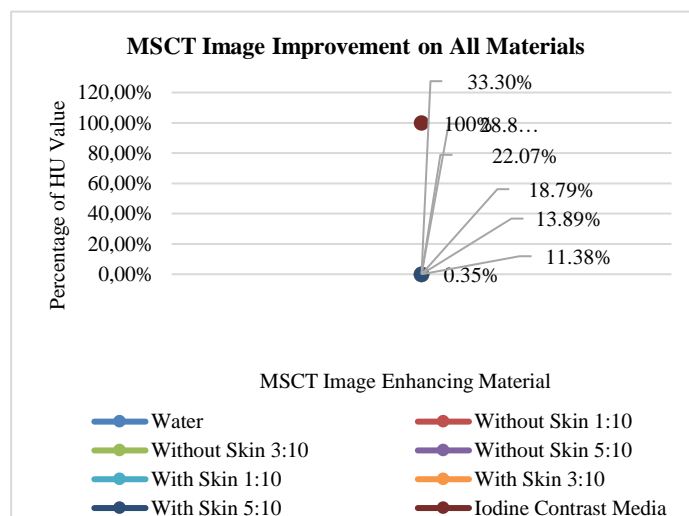 MSCT Image Improvement on All Materials
33.30%
120,00%
100,00%
100%
28.8…
80,00%
22.07%
60,00%
18.79%
40,00%
13.89%
20,00%
11.38%
0,00%
0.35%
Percentage of HU Value
MSCT Image Enhancing Material
Water
Without Skin 1:10
Without Skin 3:10
Without Skin 5:10
With Skin 1:10
With Skin 3:10
With Skin 5:10
Iodine Contrast Media